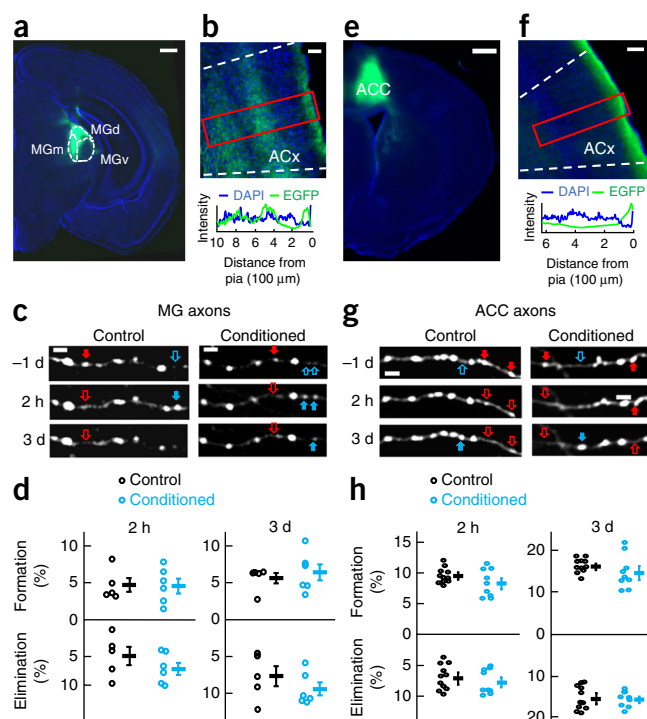 a
MGd
MGm
MGv
b
ACx
DAPI EGFP
Intensity
10 8 6 4 2 0
Distance from
pia (100 μm)
e
ACC
f
ACx
DAPI EGFP
Intensity
6 4 2 0
Distance from
pia (100 μm)
c
MG axons
Control Conditioned
–1 d
2 h
3 d
g
ACC axons
Control Conditioned
–1 d
2 h
3 d
d
Control
Conditioned
2 h 3 d
Formation
(%)
10
5
0
10
5
0
Elimination
(%)
5
10
5
10
h
Control
Conditioned
2 h 3 d
Formation
(%)
15
10
5
0
20
10
0
Elimination
(%)
5
10
10
20